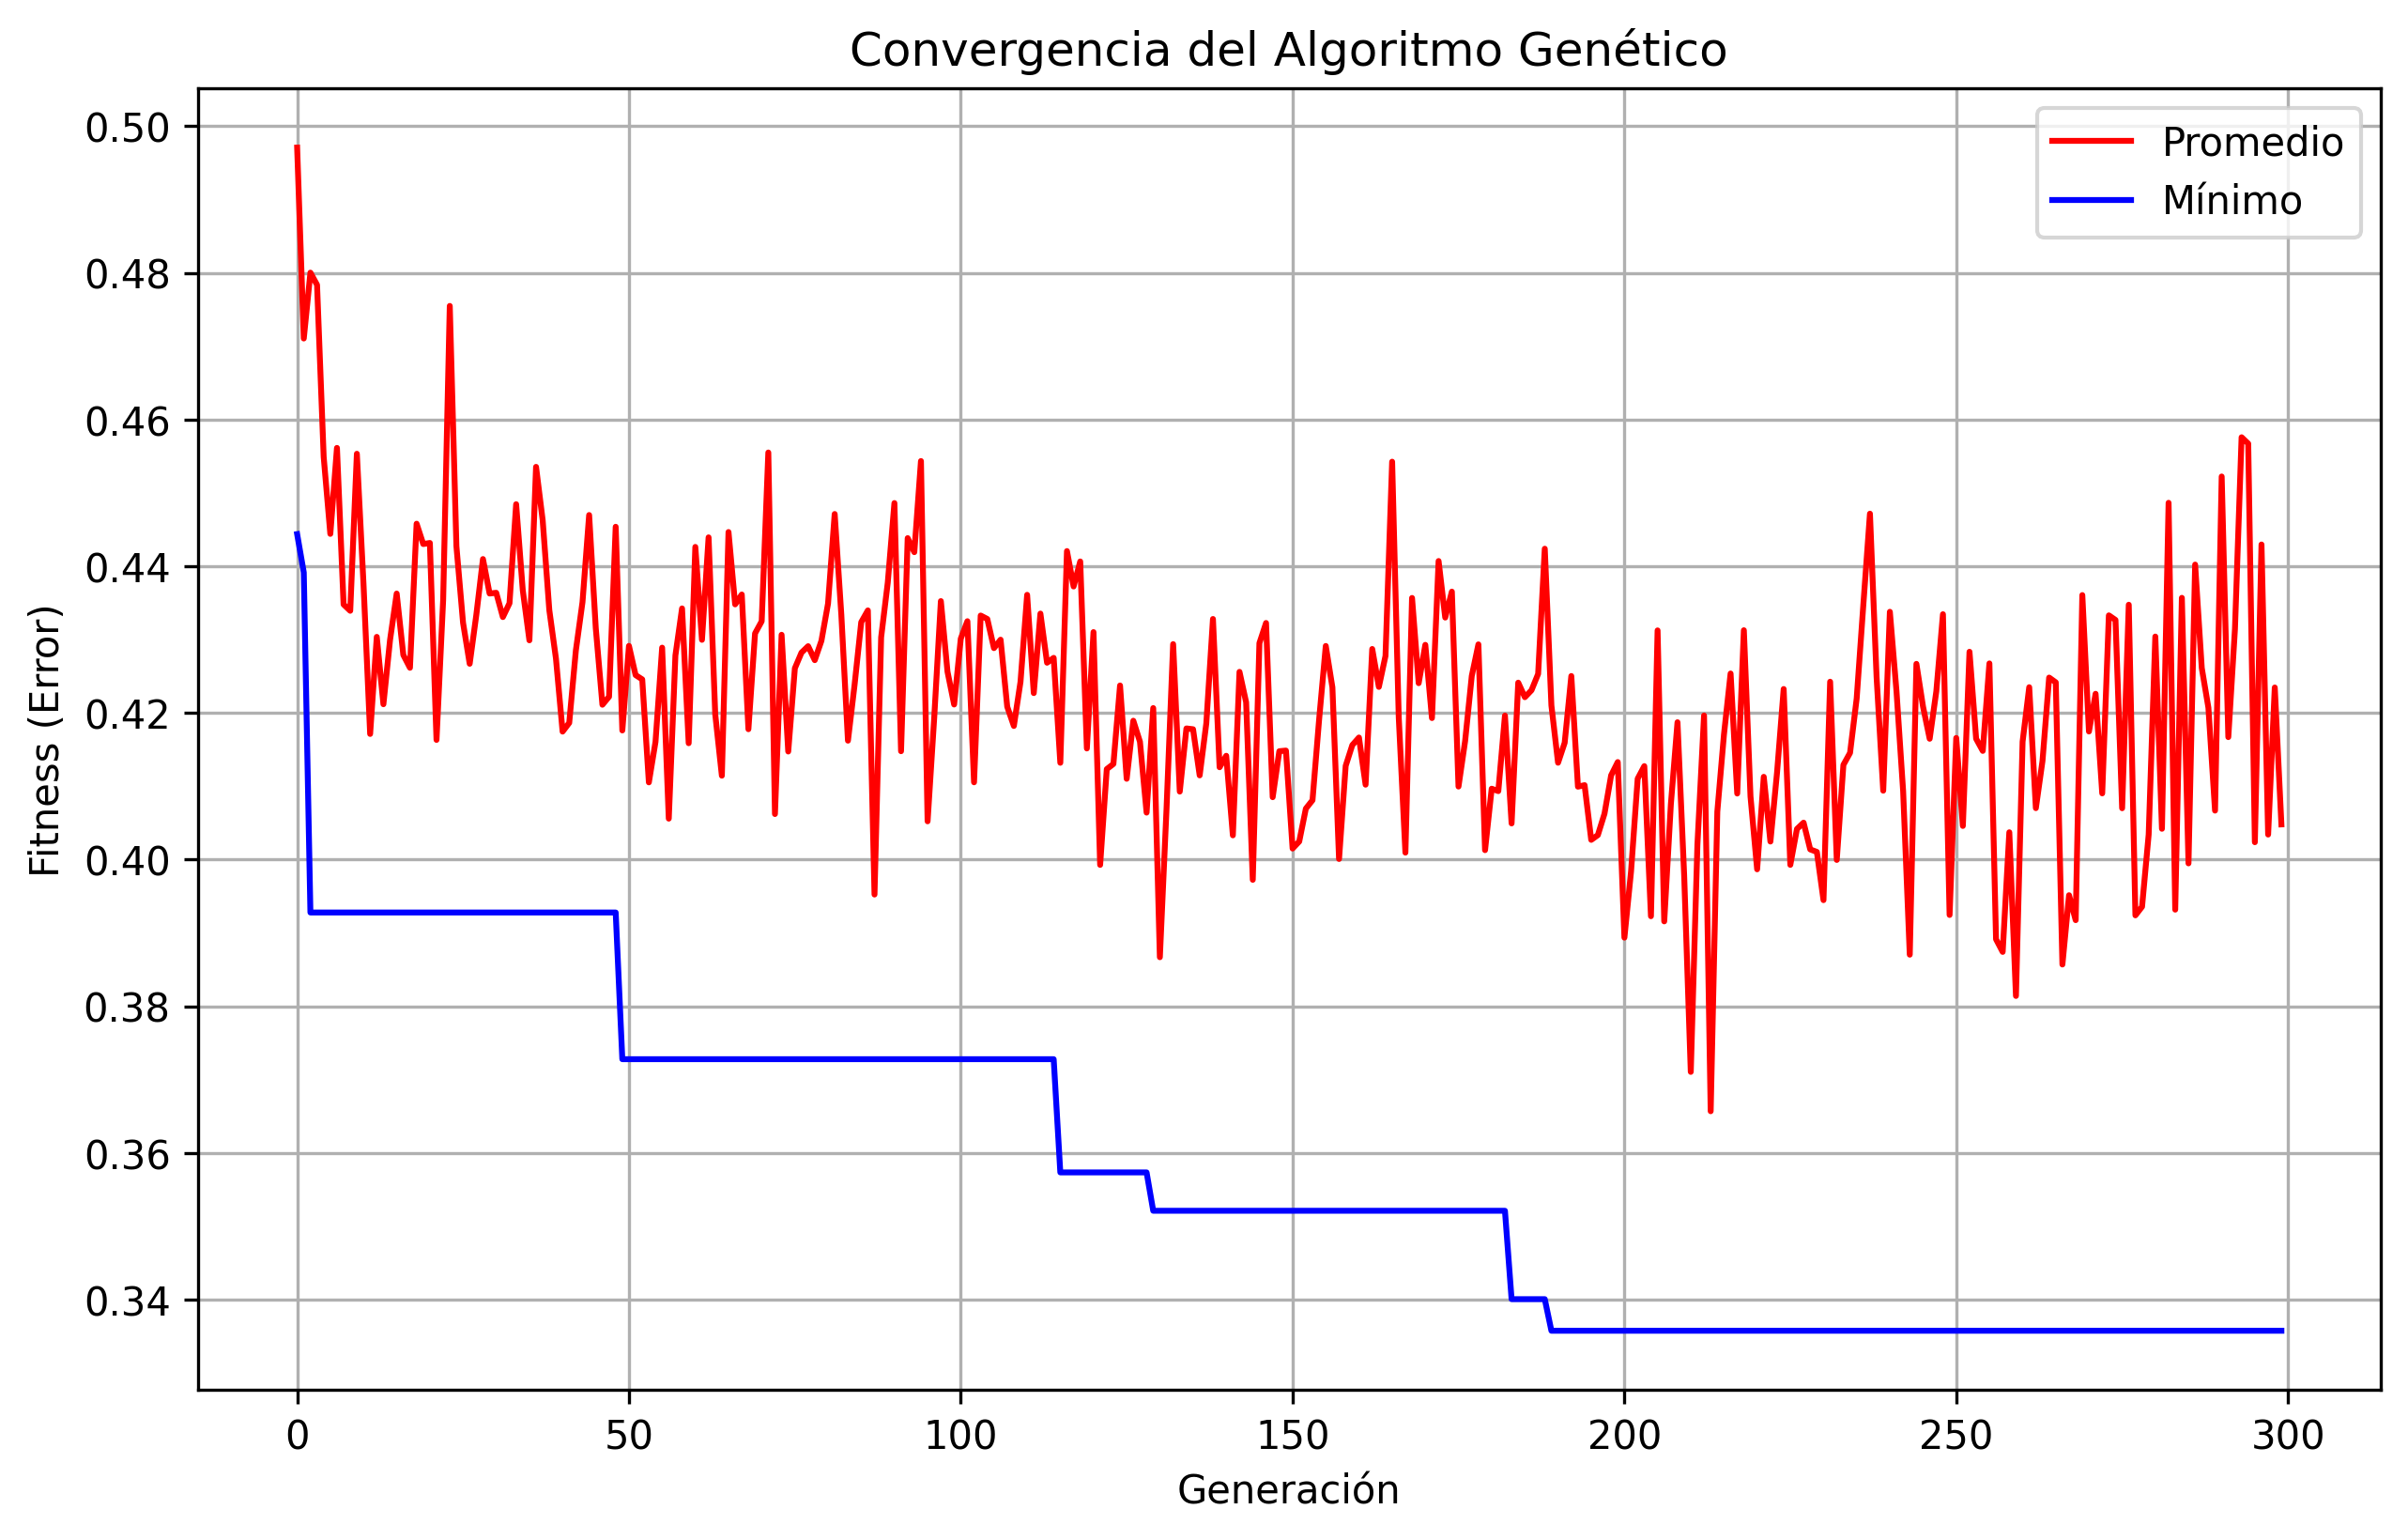 Convergencia del Algoritmo Genético
Promedio
Mínimo
Fitness (Error)
0.50
0.48
0.46
0.44
0.42
0.40
0.38
0.36
0.34
0 50 100 150 200 250 300
Generación